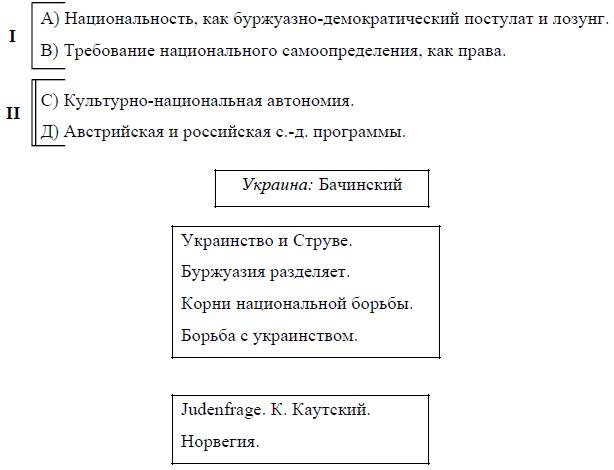 I
А) Национальность, как буржуазно-демократический постулат и лозунг.
В) Требование национального самоопределения, как права.
II
С) Культурно-национальная автономия.
Д) Австрийская и российская с.-д. программы.
Украина: Бачинский
Украинство и Струве.
Буржуазия разделяет.
Корни национальной борьбы.
Борьба с украинством.
Judenfrage. К. Каутский.
Норвегия.